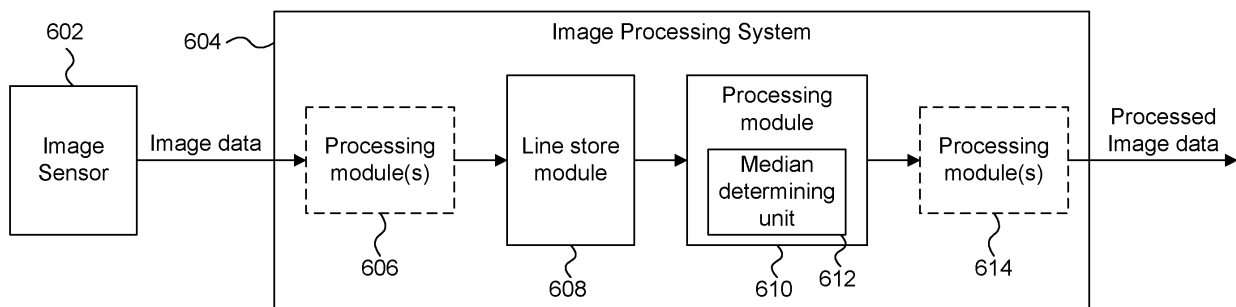 602
604
Image Processing System
Image
Sensor
Image data
Processing
module(s)
606
Line store
module
608
Processing
module
Median
determining
unit
610
612
Processing
module(s)
614
Processed
Image data